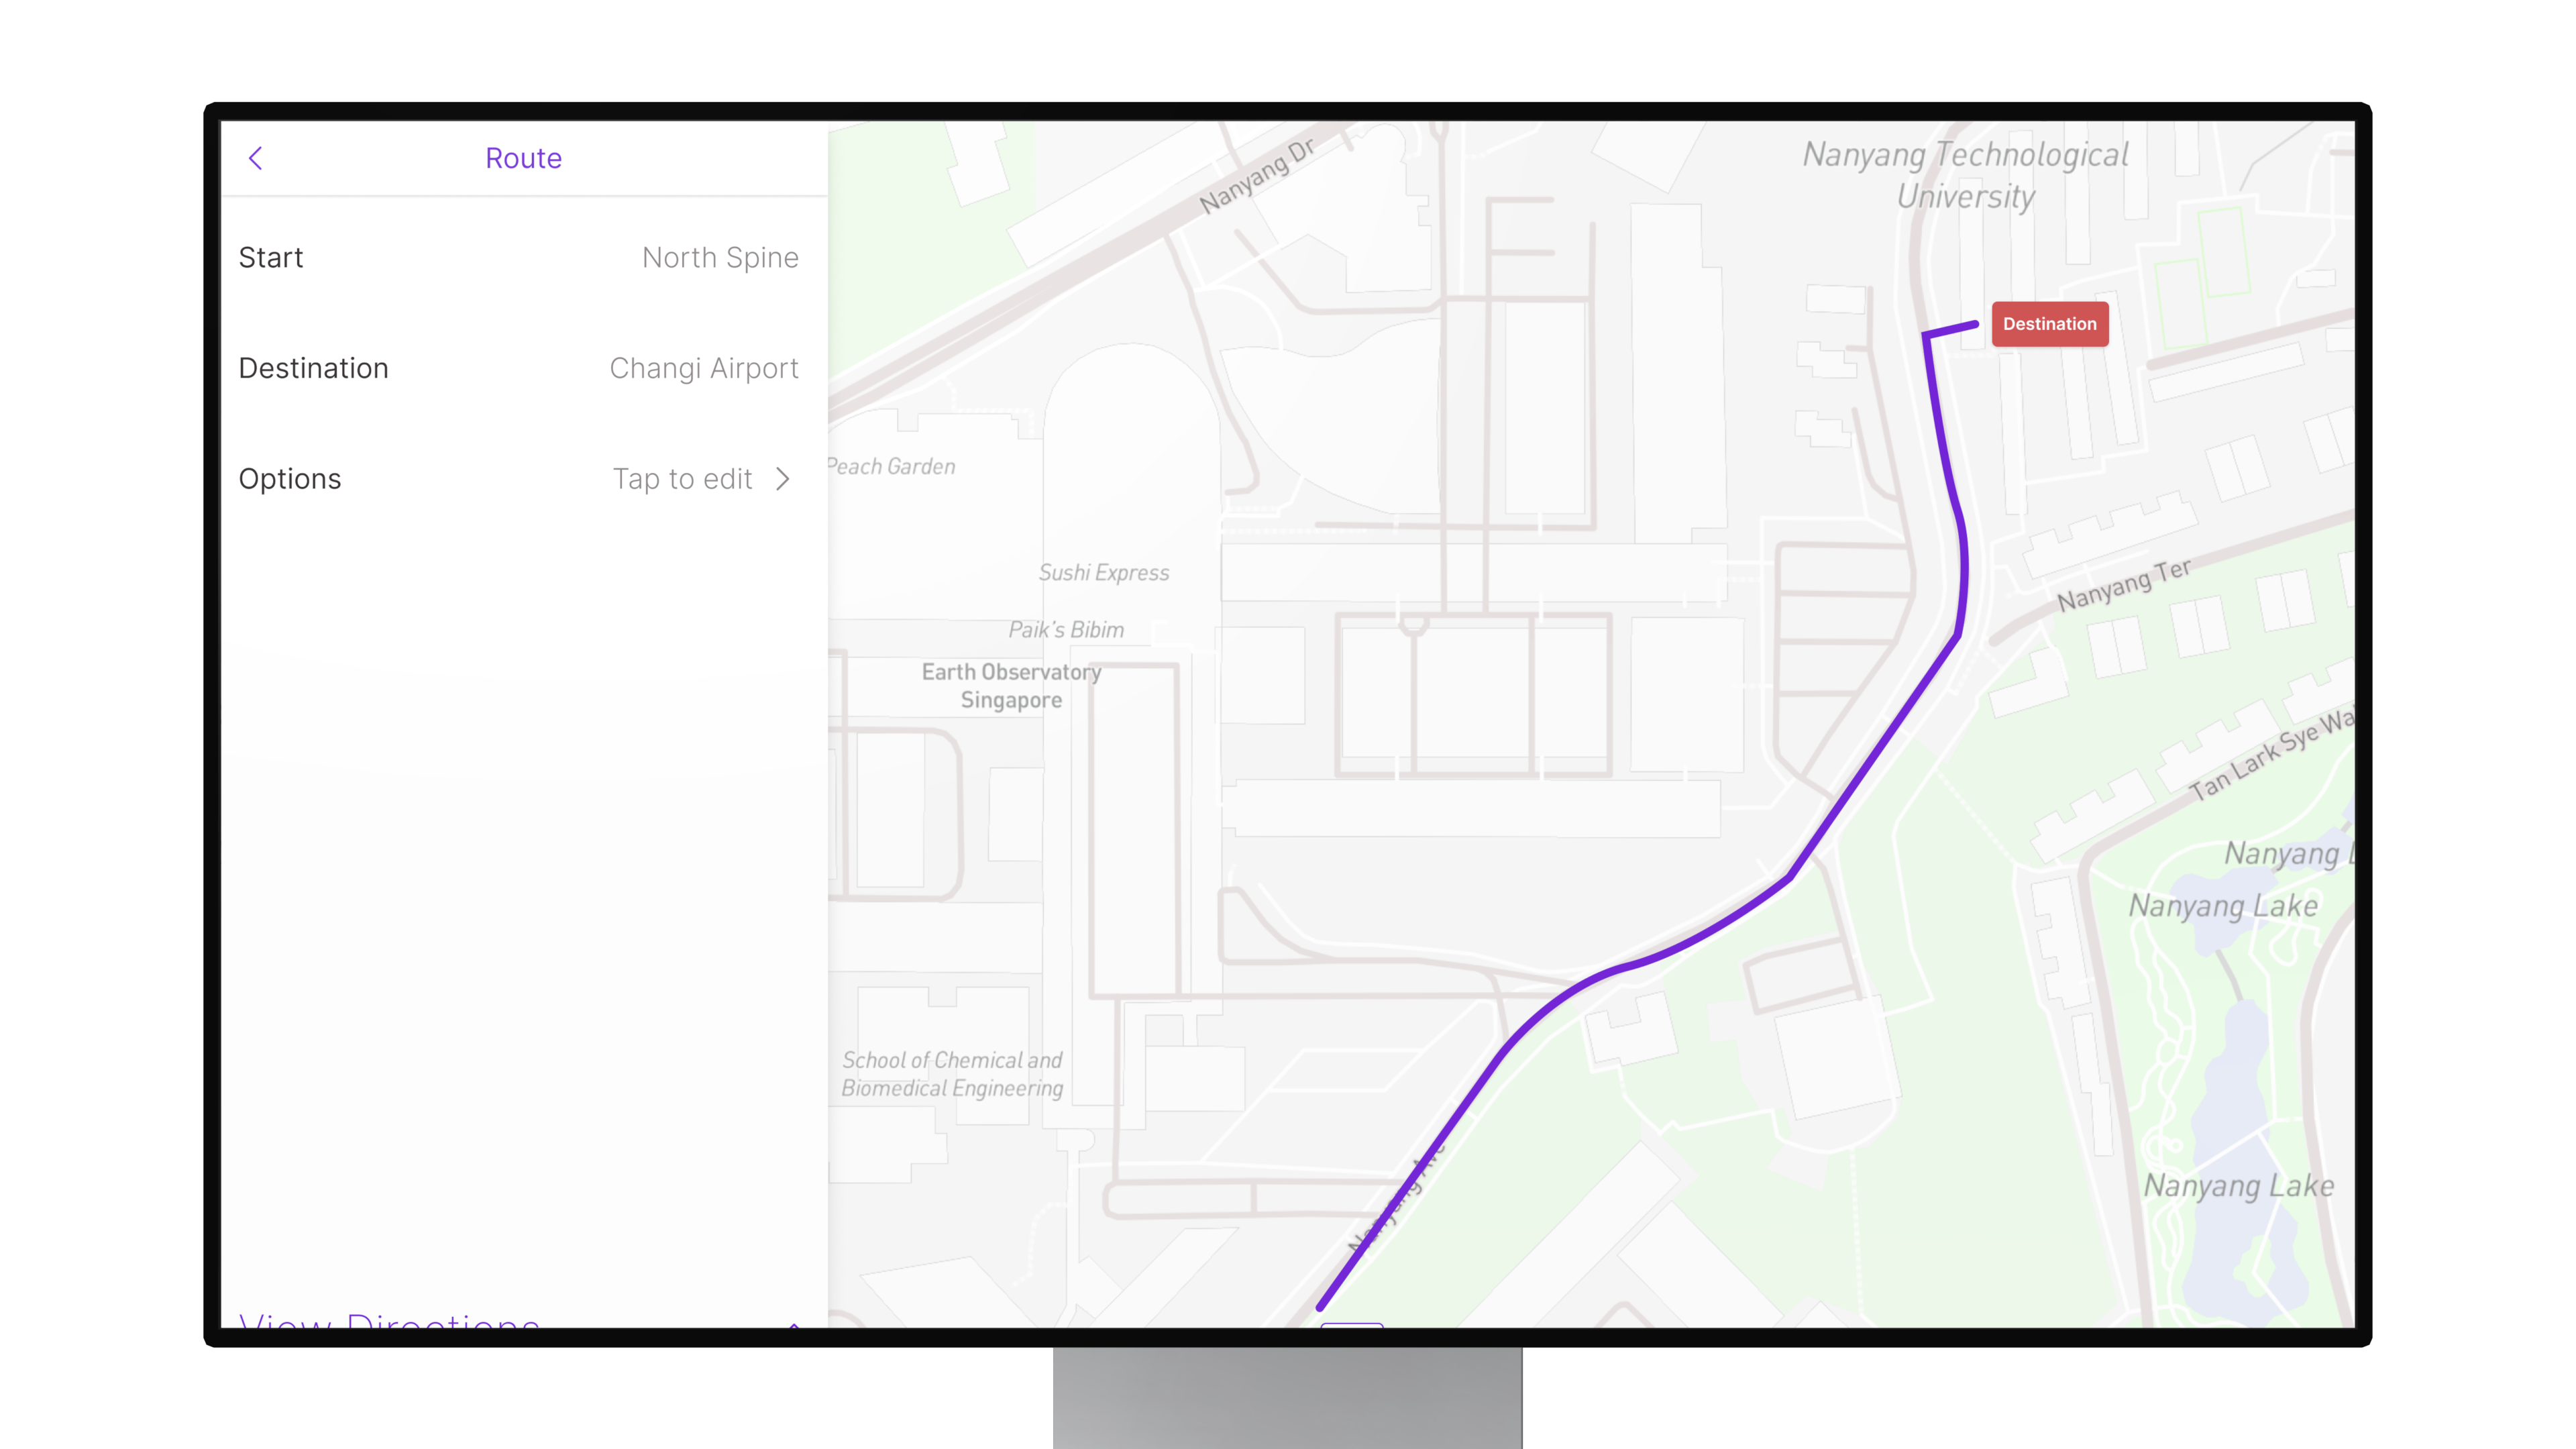 Route
Start
North Spine
Destination
Changi Airport
Options
Tap to edit
View Directions
Nanyang Dr
Nanyang Technological
University
Destination
Peach Garden
Sushi Express
Paik's Bibim
Earth Observatory
Singapore
Nanyang Ter
Tan Lark Sye Wa
Nanyang L
Nanyang Lake
School of Chemical and
Biomedical Engineering
Nanyang Ave
Nanyang Lake